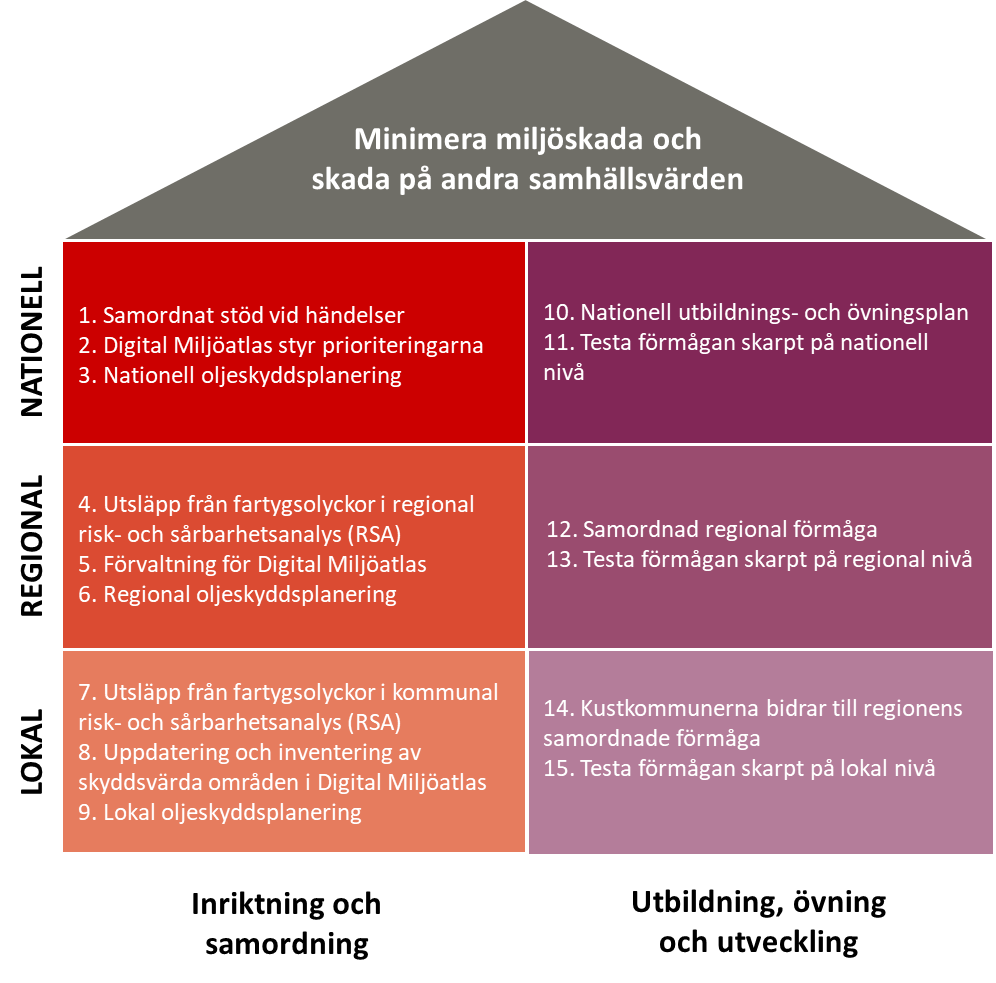 Minimera miljöskada och
skada på andra samhällsvärden
NATIONELL
1. Samordnat stöd vid händelser
2. Digital Miljöatlas styr prioriteringarna
3. Nationell oljeskyddsplanering
10. Nationell utbildnings- och övningsplan
11. Testa förmågan skarpt på nationell
nivå
REGIONAL
4. Utsläpp från fartygsolyckor i regional
risk- och sårbarhetsanalys (RSA)
5. Förvaltning för Digital Miljöatlas
6. Regional oljeskyddsplanering
12. Samordnad regional förmåga
13. Testa förmågan skarpt på regional nivå
LOKAL
7. Utsläpp från fartygsolyckor i kommunal
risk- och sårbarhetsanalys (RSA)
8. Uppdatering och inventering av
skyddsvärda områden i Digital Miljöatlas
9. Lokal oljeskyddsplanering
14. Kustkommunerna bidrar till regionens
samordnade förmåga
15. Testa förmågan skarpt på lokal nivå
Inriktning och
samordning
Utbildning, övning
och utveckling